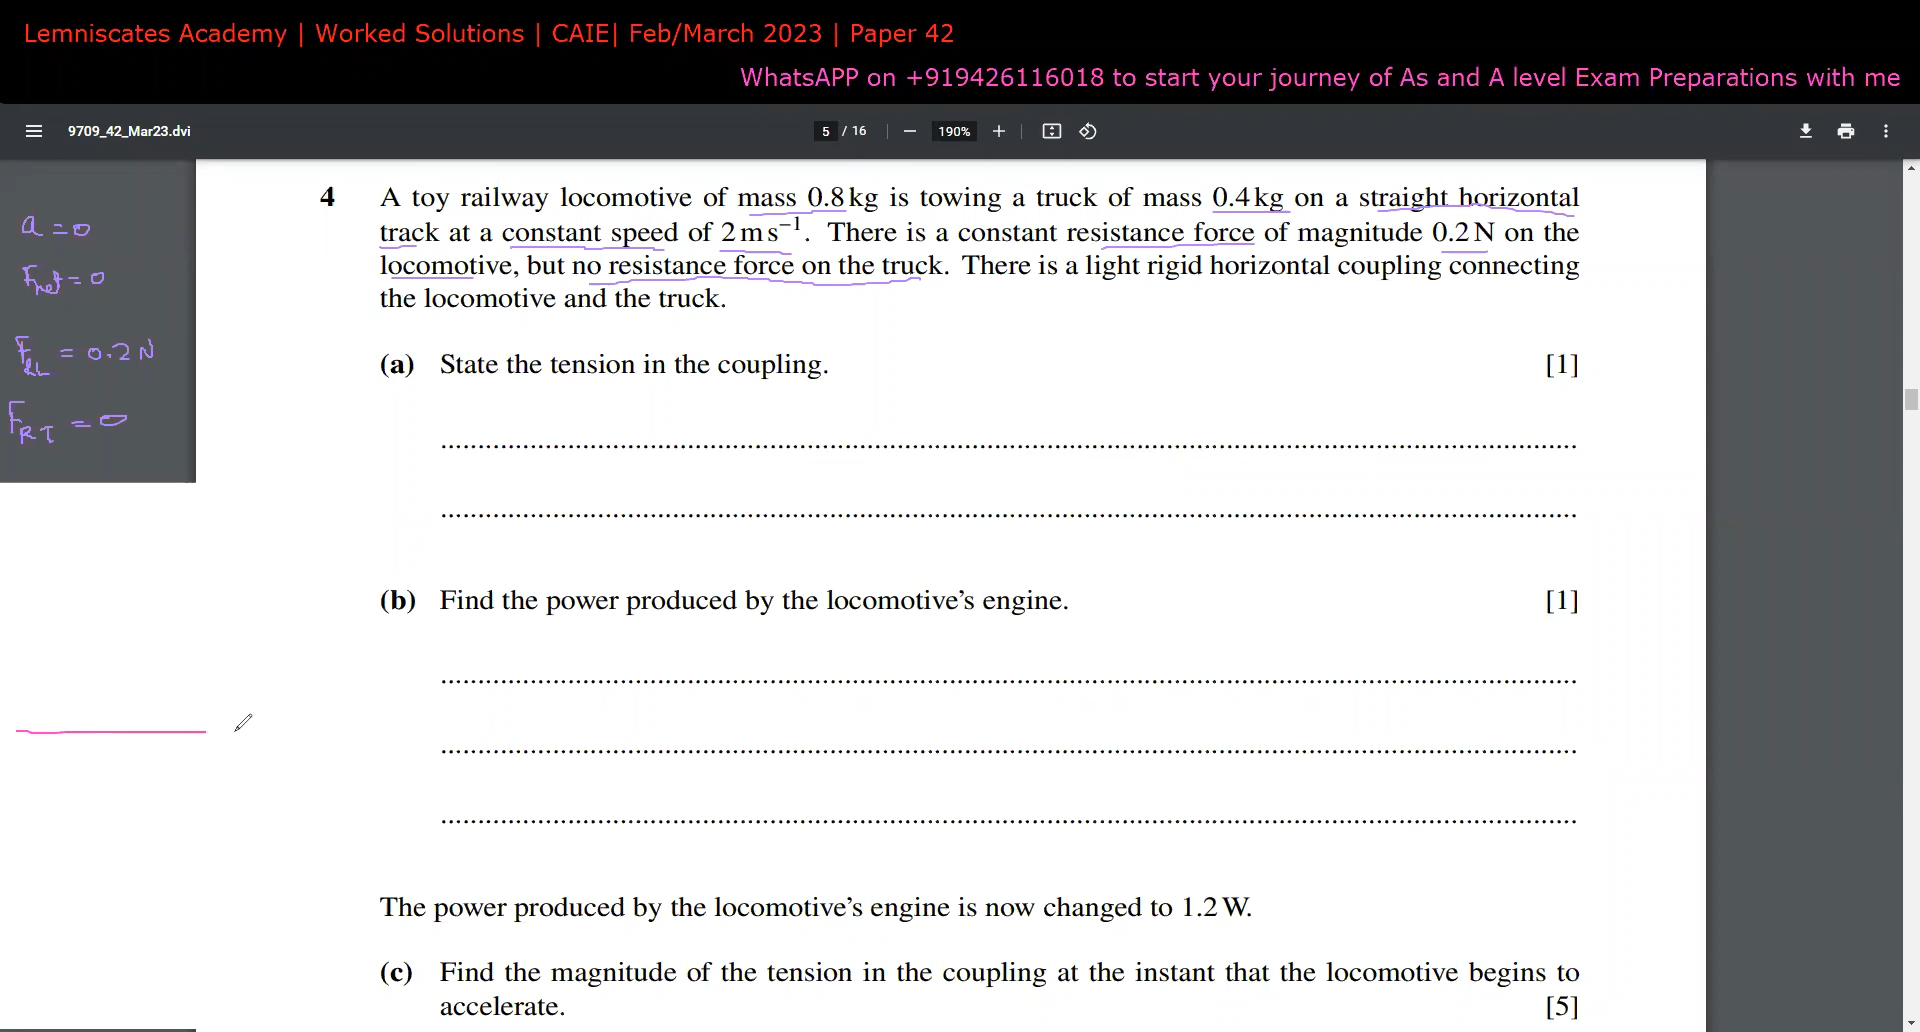 Lemniscates Academy | Worked Solutions | CAIE| Feb/March 2023 | Paper 42
WhatsAPP on +919426116018 to start your journey of As and A level Exam Preparations with me
9709_42_Mar23.dvi
5 / 16
190%
a = 0
Fnet = 0
FRL = 0.2 N
FRT = 0
4 A toy railway locomotive of mass 0.8 kg is towing a truck of mass 0.4 kg on a straight horizontal
track at a constant speed of 2 m s⁻¹. There is a constant resistance force of magnitude 0.2 N on the
locomotive, but no resistance force on the truck. There is a light rigid horizontal coupling connecting
the locomotive and the truck.
(a) State the tension in the coupling. [1]
(b) Find the power produced by the locomotive's engine. [1]
The power produced by the locomotive's engine is now changed to 1.2 W.
(c) Find the magnitude of the tension in the coupling at the instant that the locomotive begins to
accelerate. [5]